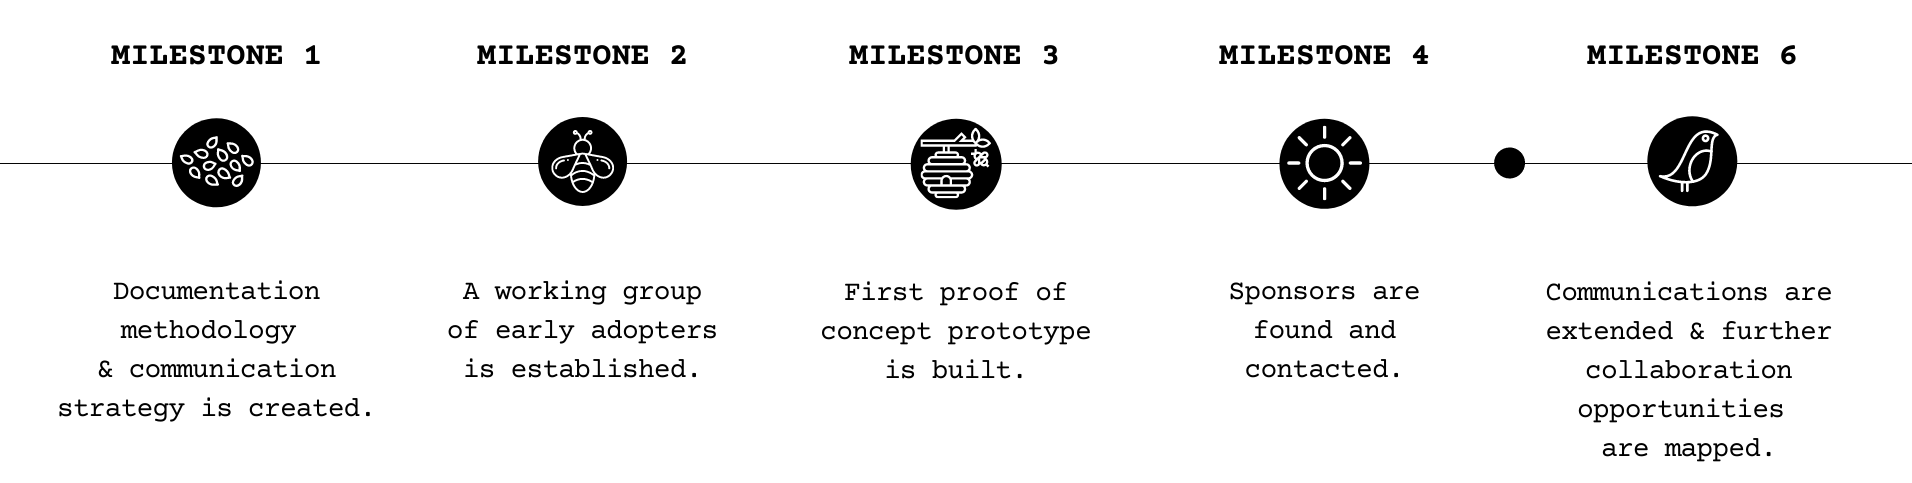 MILESTONE 1
Documentation
methodology
& communication
strategy is created.
MILESTONE 2
A working group
of early adopters
is established.
MILESTONE 3
First proof of
concept prototype
is built.
MILESTONE 4
Sponsors are
found and
contacted.
MILESTONE 6
Communications are
extended & further
collaboration
opportunities
are mapped.